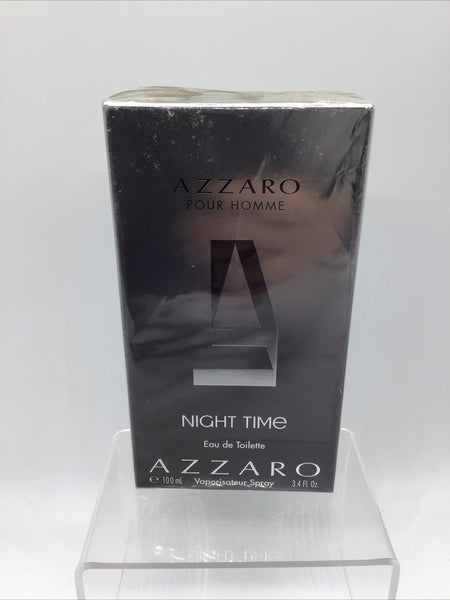 AZZARO
POUR HOMME
NIGHT TIME
Eau de Toilette
AZZARO
℮ 100 mL Vaporisateur Spray 3.4 Fl. Oz.